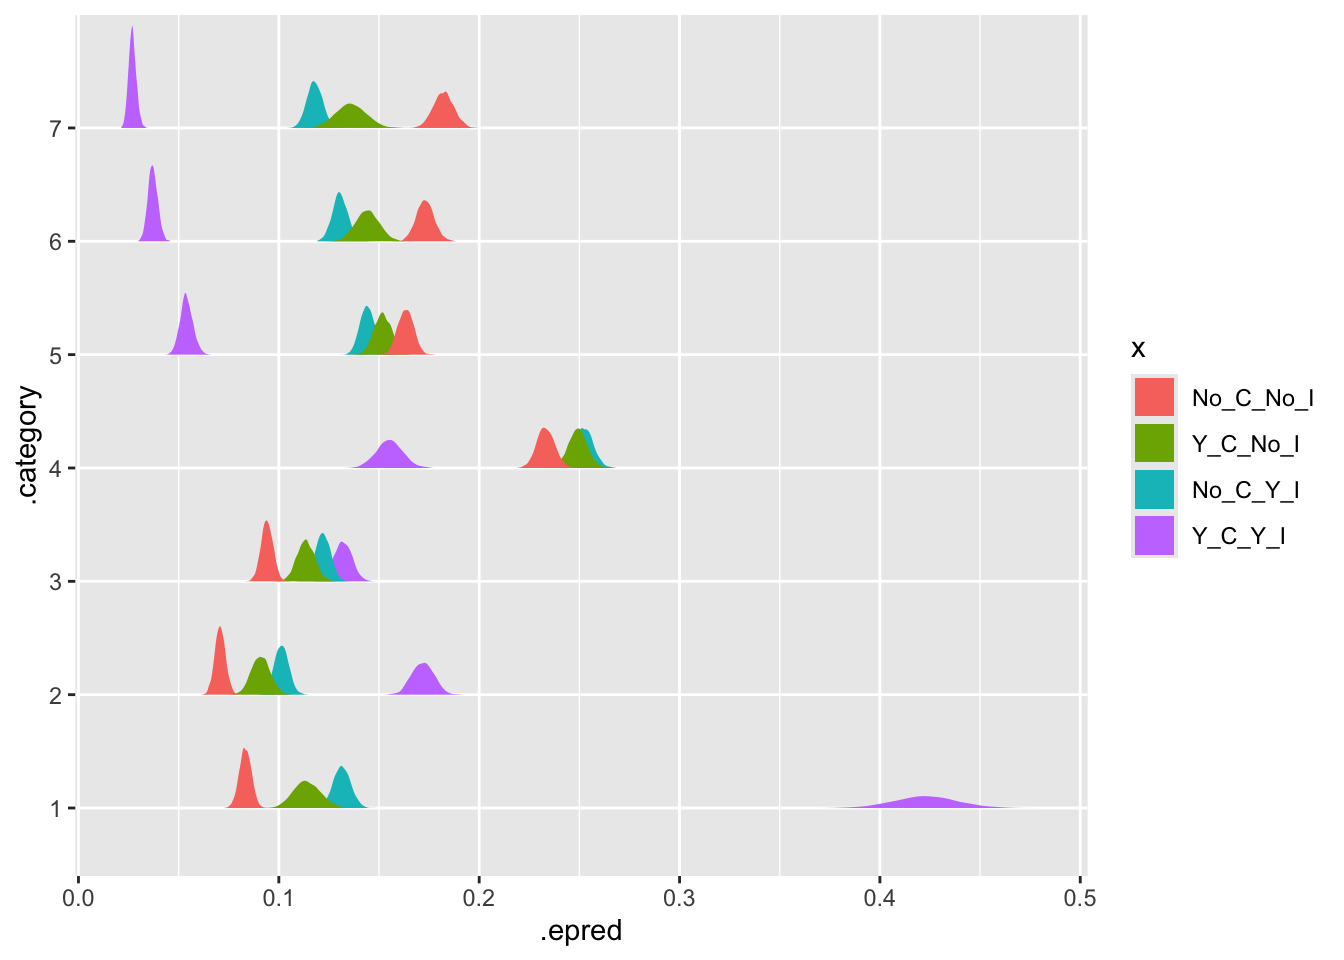 .category
7
6
5
4
3
2
1
0.0 0.1 0.2 0.3 0.4 0.5
.epred
x
No_C_No_I
Y_C_No_I
No_C_Y_I
Y_C_Y_I